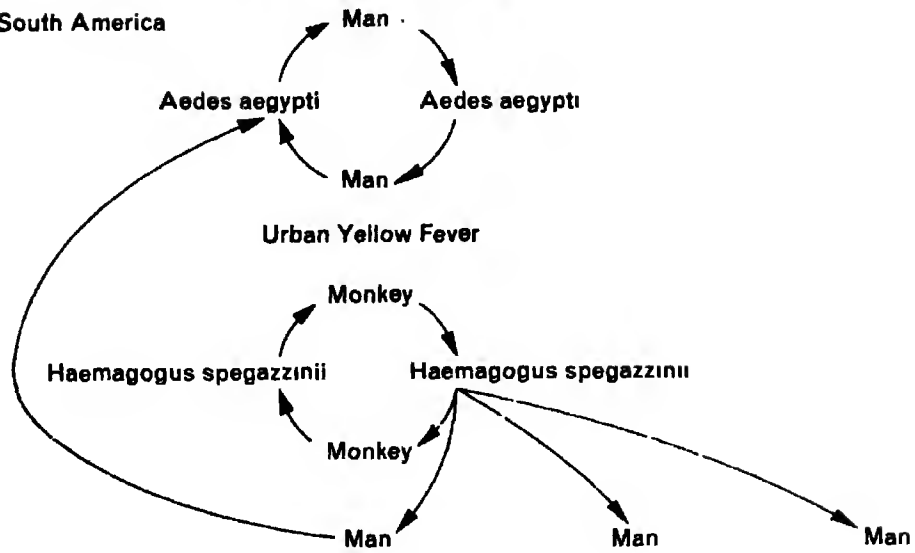 South America
Man
Aedes aegypti Aedes aegypti
Man
Urban Yellow Fever
Monkey
Haemagogus spegazzinii Haemagogus spegazzinii
Monkey
Man Man Man